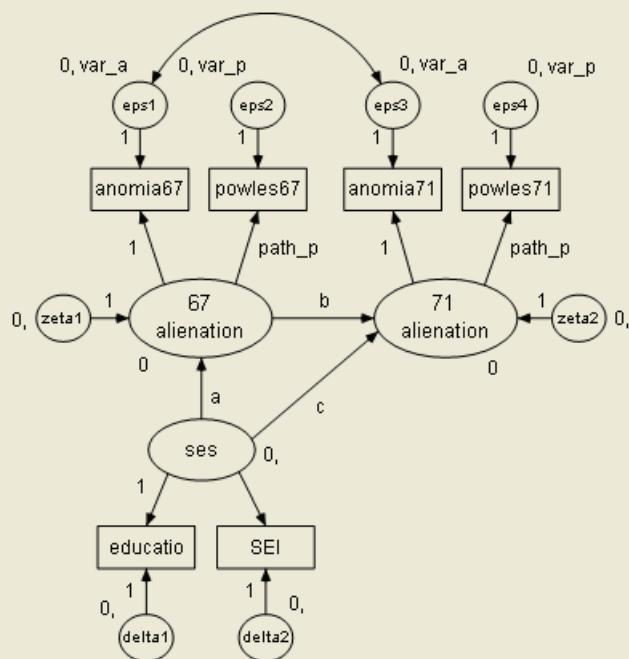 0, var_a
0, var_p
0, var_a
0, var_p
eps1
eps2
eps3
eps4
1
1
1
1
anomia67
powles67
anomia71
powles71
1
path_p
1
path_p
0,
zeta1
1
67
alienation
0
b
71
alienation
0
1
zeta2
0,
a
c
ses
0,
1
educatio
SEI
1
1
0,
0,
delta1
delta2